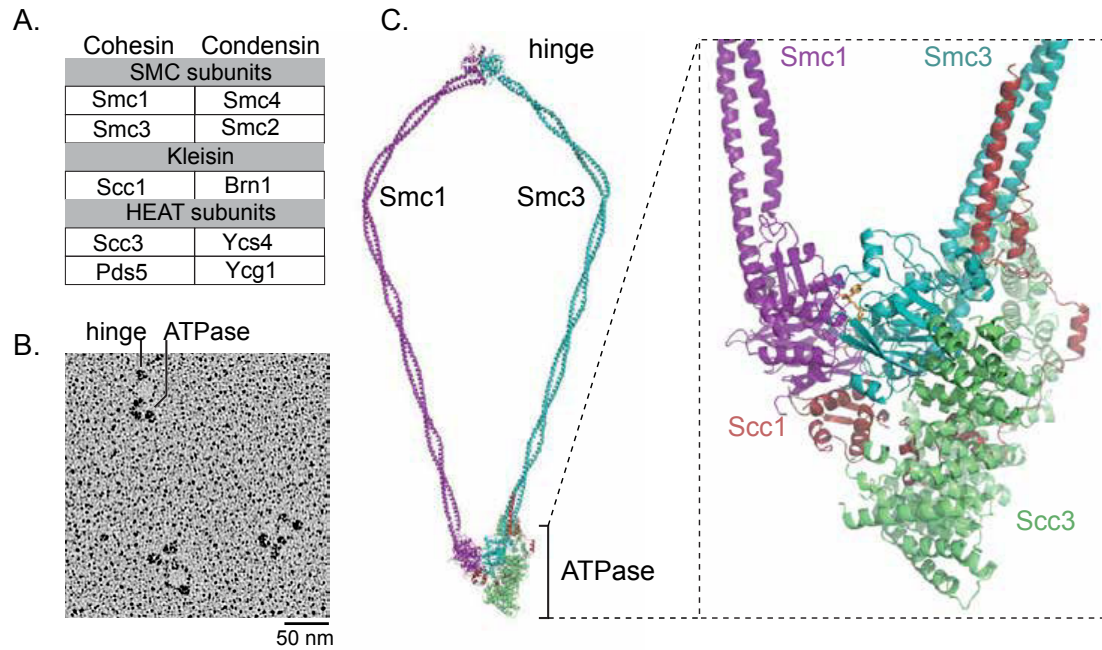 A.
Cohesin Condensin
SMC subunits
Smc1 Smc4
Smc3 Smc2
Kleisin
Scc1 Brn1
HEAT subunits
Scc3 Ycs4
Pds5 Ycg1
B.
hinge ATPase
50 nm
C.
hinge
Smc1 Smc3
ATPase
Smc1 Smc3
Scc1
Scc3